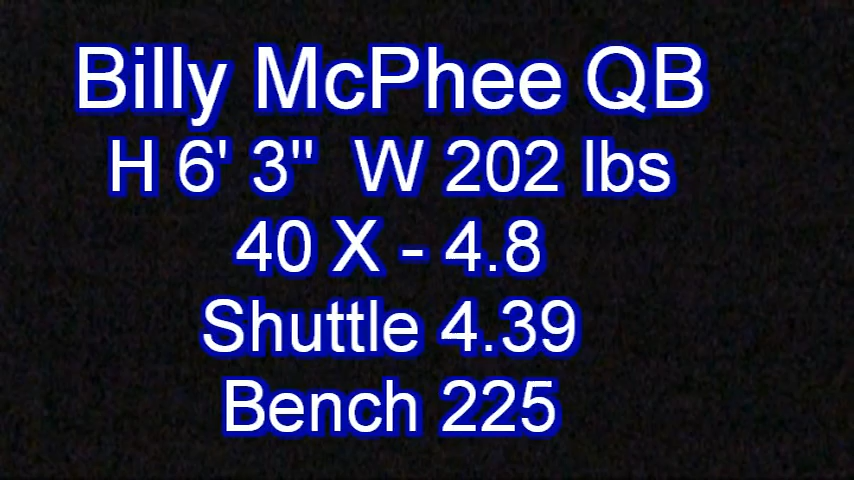 Billy McPhee QB
H 6' 3" W 202 lbs
40 X - 4.8
Shuttle 4.39
Bench 225